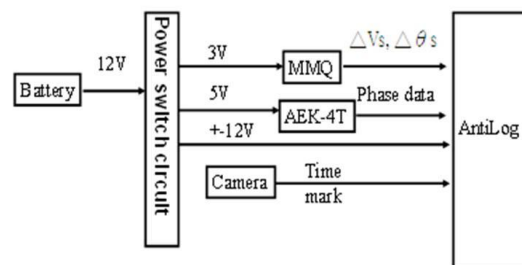 Battery
12V
Power switch circuit
3V
5V
+-12V
MMQ
AEK-4T
Camera
△Vs, △θs
Phase data
Time
mark
AntiLog